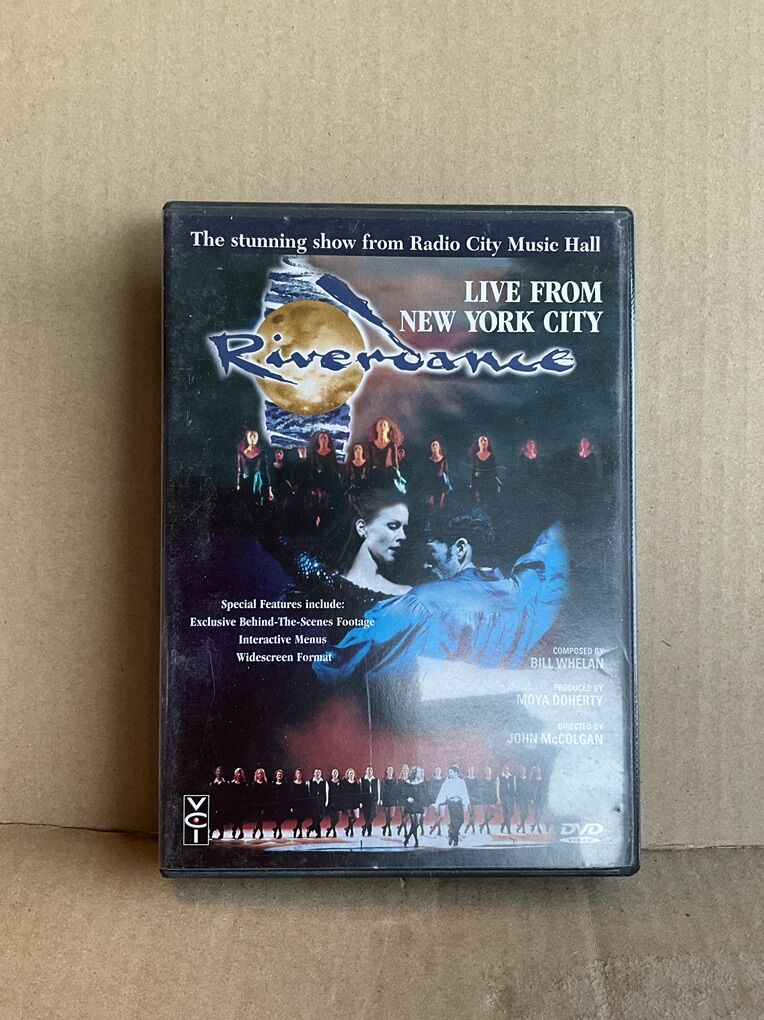 The stunning show from Radio City Music Hall
LIVE FROM
NEW YORK CITY
Riverdance
Special Features include:
Exclusive Behind-The-Scenes Footage
Interactive Menus
Widescreen Format
COMPOSED BY
BILL WHELAN
PRODUCED BY
MOYA DOHERTY
DIRECTED BY
JOHN McCOLGAN
VCI
DVD
VIDEO